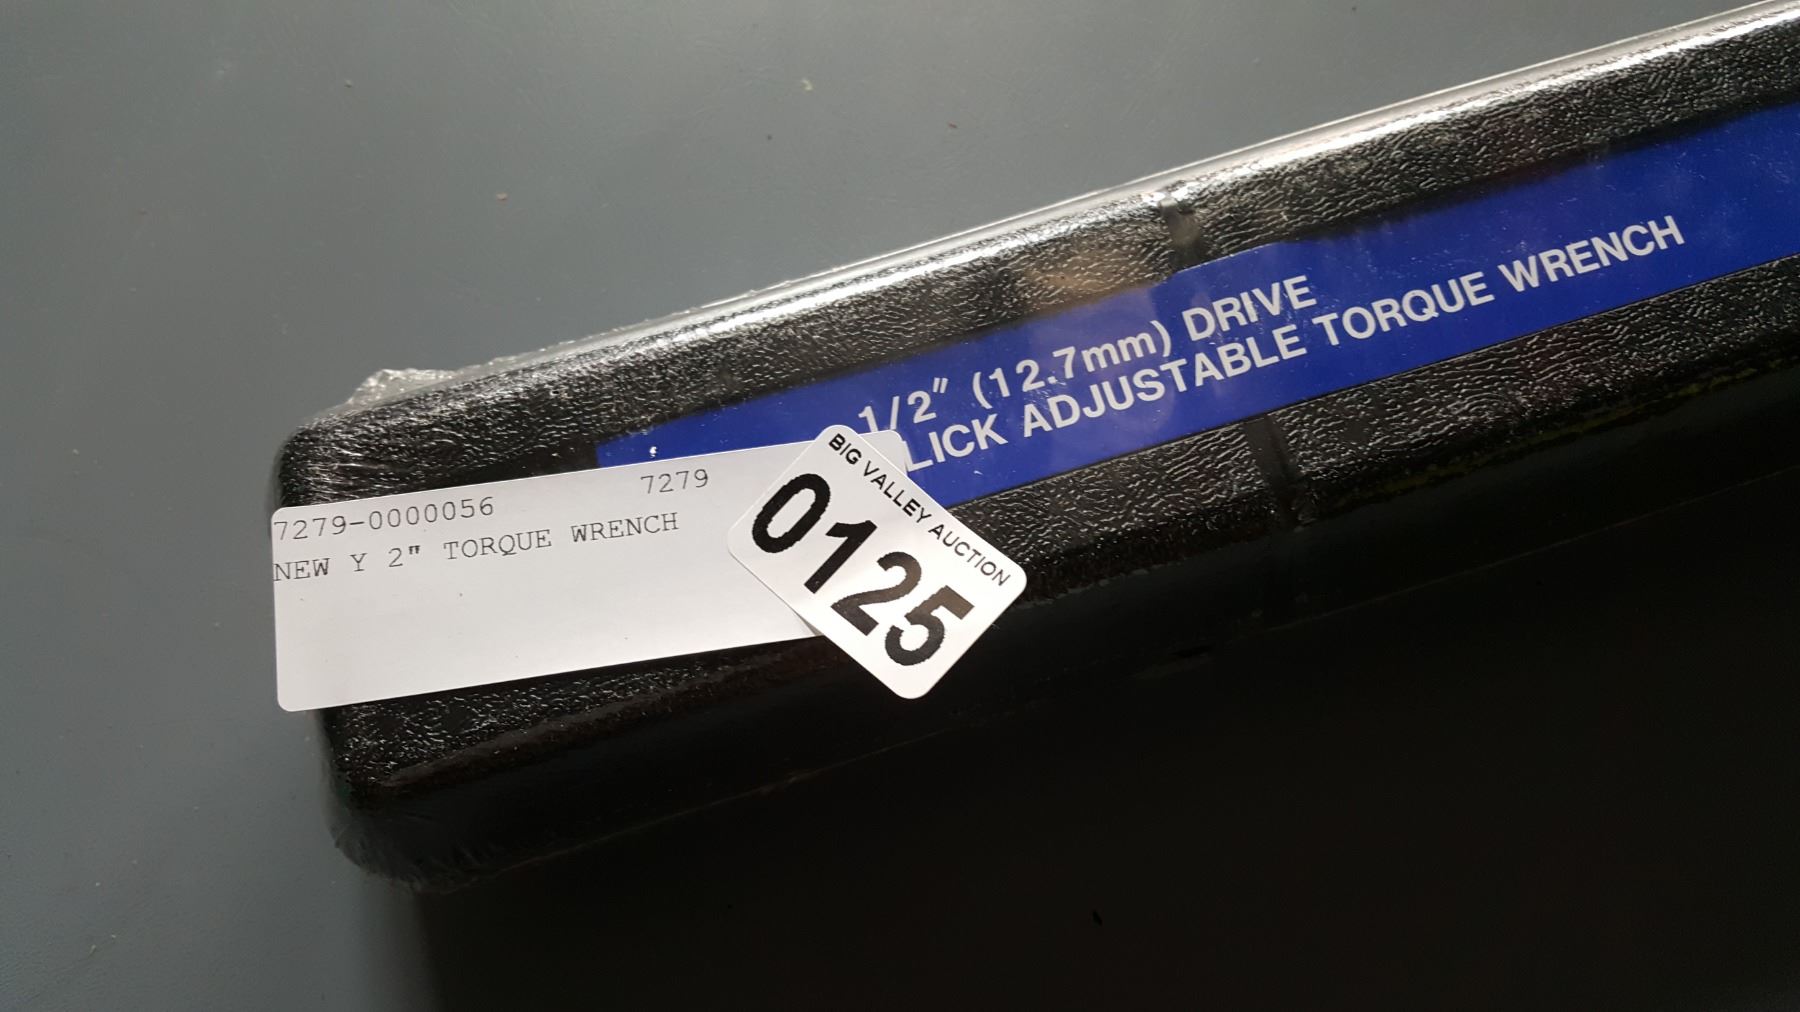 1/2" (12.7mm) DRIVE
LICK ADJUSTABLE TORQUE WRENCH
7279-0000056 7279
NEW Y 2" TORQUE WRENCH
BIG VALLEY AUCTION
0125